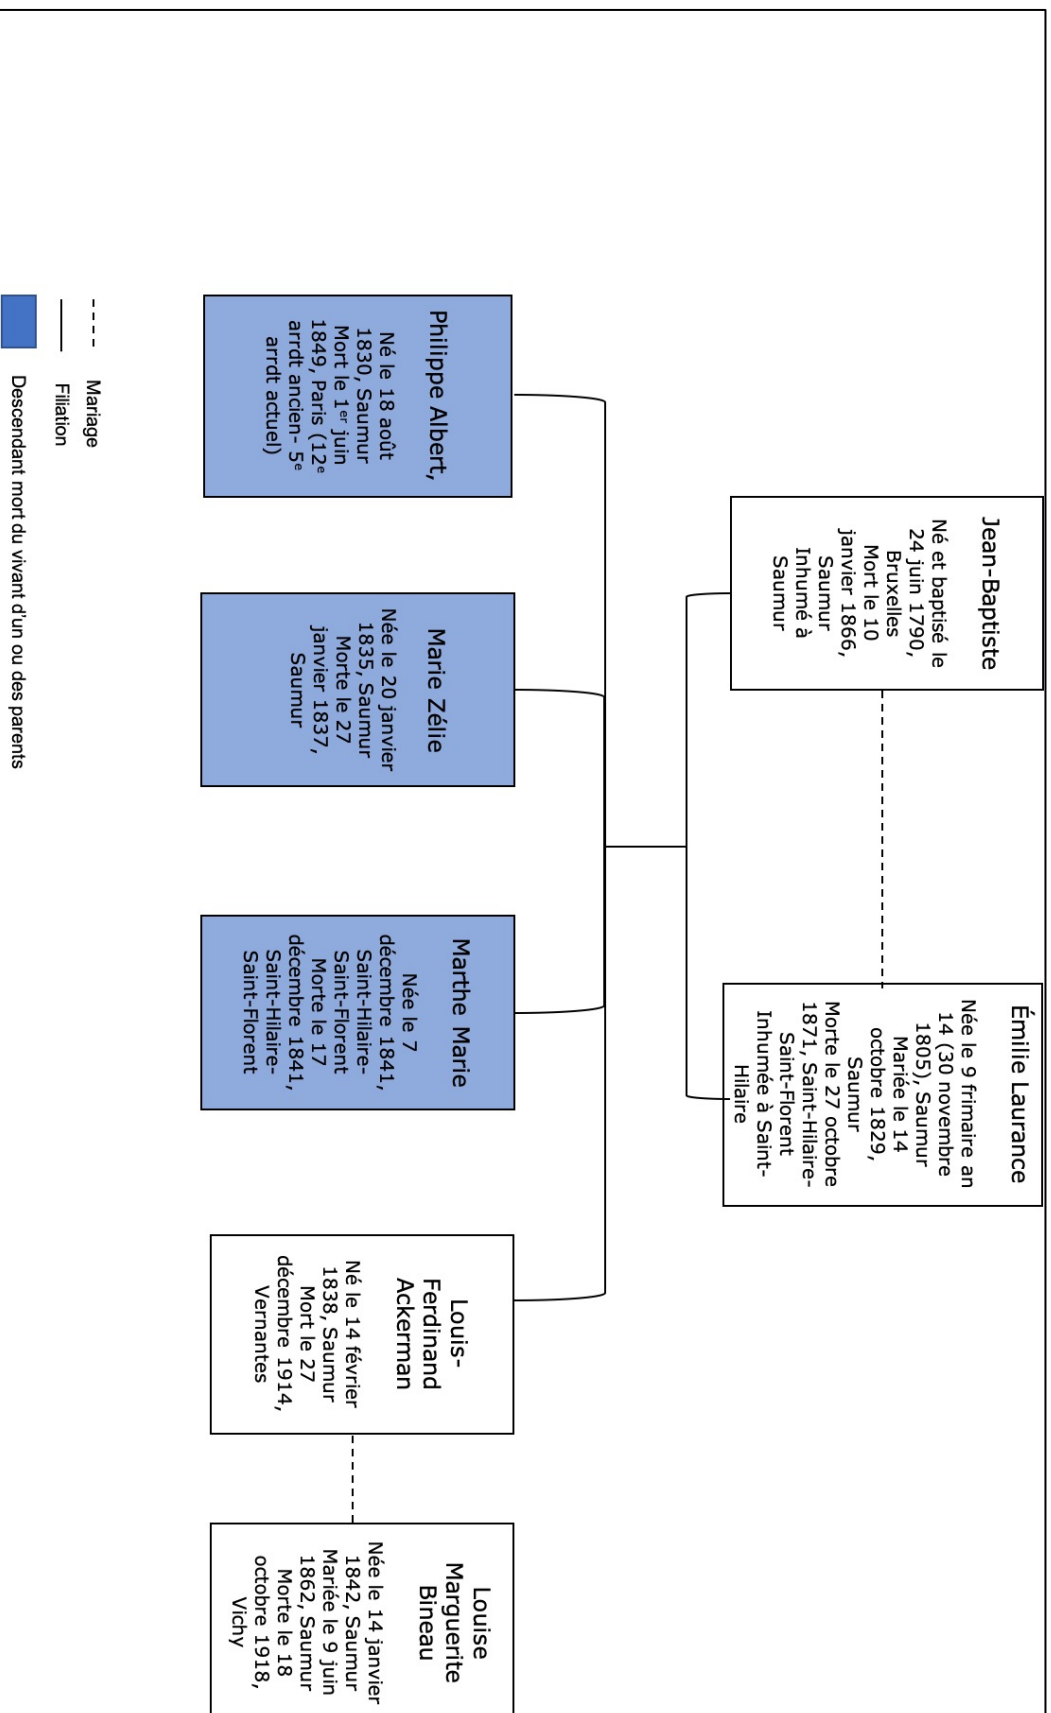 Jean-Baptiste
Né et baptisé le
24 juin 1790,
Bruxelles
Mort le 10
janvier 1866,
Saumur
Inhumé à
Saumur
Émilie Laurance
Née le 9 frimaire an
14 (30 novembre
1805), Saumur
Mariée le 14
octobre 1829,
Saumur
Morte le 27 octobre
1871, Saint-Hilaire-
Saint-Florent
Inhumée à Saint-
Hilaire
Philippe Albert,
Né le 18 août
1830, Saumur
Mort le 1er juin
1849, Paris (12e
arrdt ancien- 5e
arrdt actuel)
Marie Zélie
Née le 20 janvier
1835, Saumur
Morte le 27
janvier 1837,
Saumur
Marthe Marie
Née le 7
décembre 1841,
Saint-Hilaire-
Saint-Florent
Morte le 17
décembre 1841,
Saint-Hilaire-
Saint-Florent
Louis-
Ferdinand
Ackerman
Né le 14 février
1838, Saumur
Mort le 27
décembre 1914,
Vernantes
Louise
Marguerite
Bineau
Née le 14 janvier
1842, Saumur
Mariée le 9 juin
1862, Saumur
Morte le 18
octobre 1918,
Vichy
Mariage
Filiation
Descendant mort du vivant d'un ou des parents